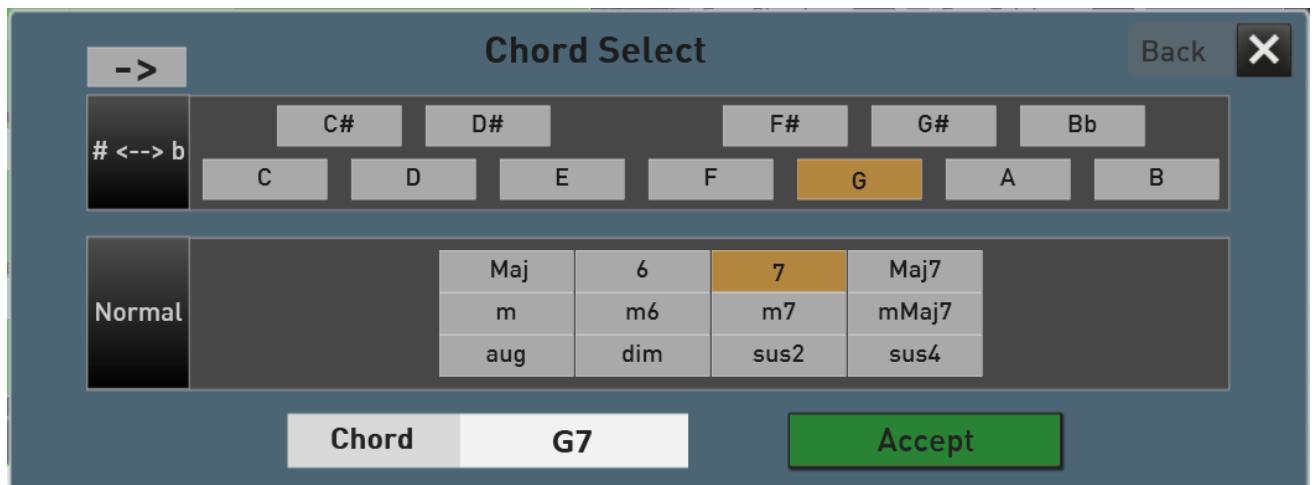 Chord Select
Back X
->
# <--> b
C# D# F# G# Bb
C D E F G A B
Normal
Maj 6 7 Maj7
m m6 m7 mMaj7
aug dim sus2 sus4
Chord G7 Accept